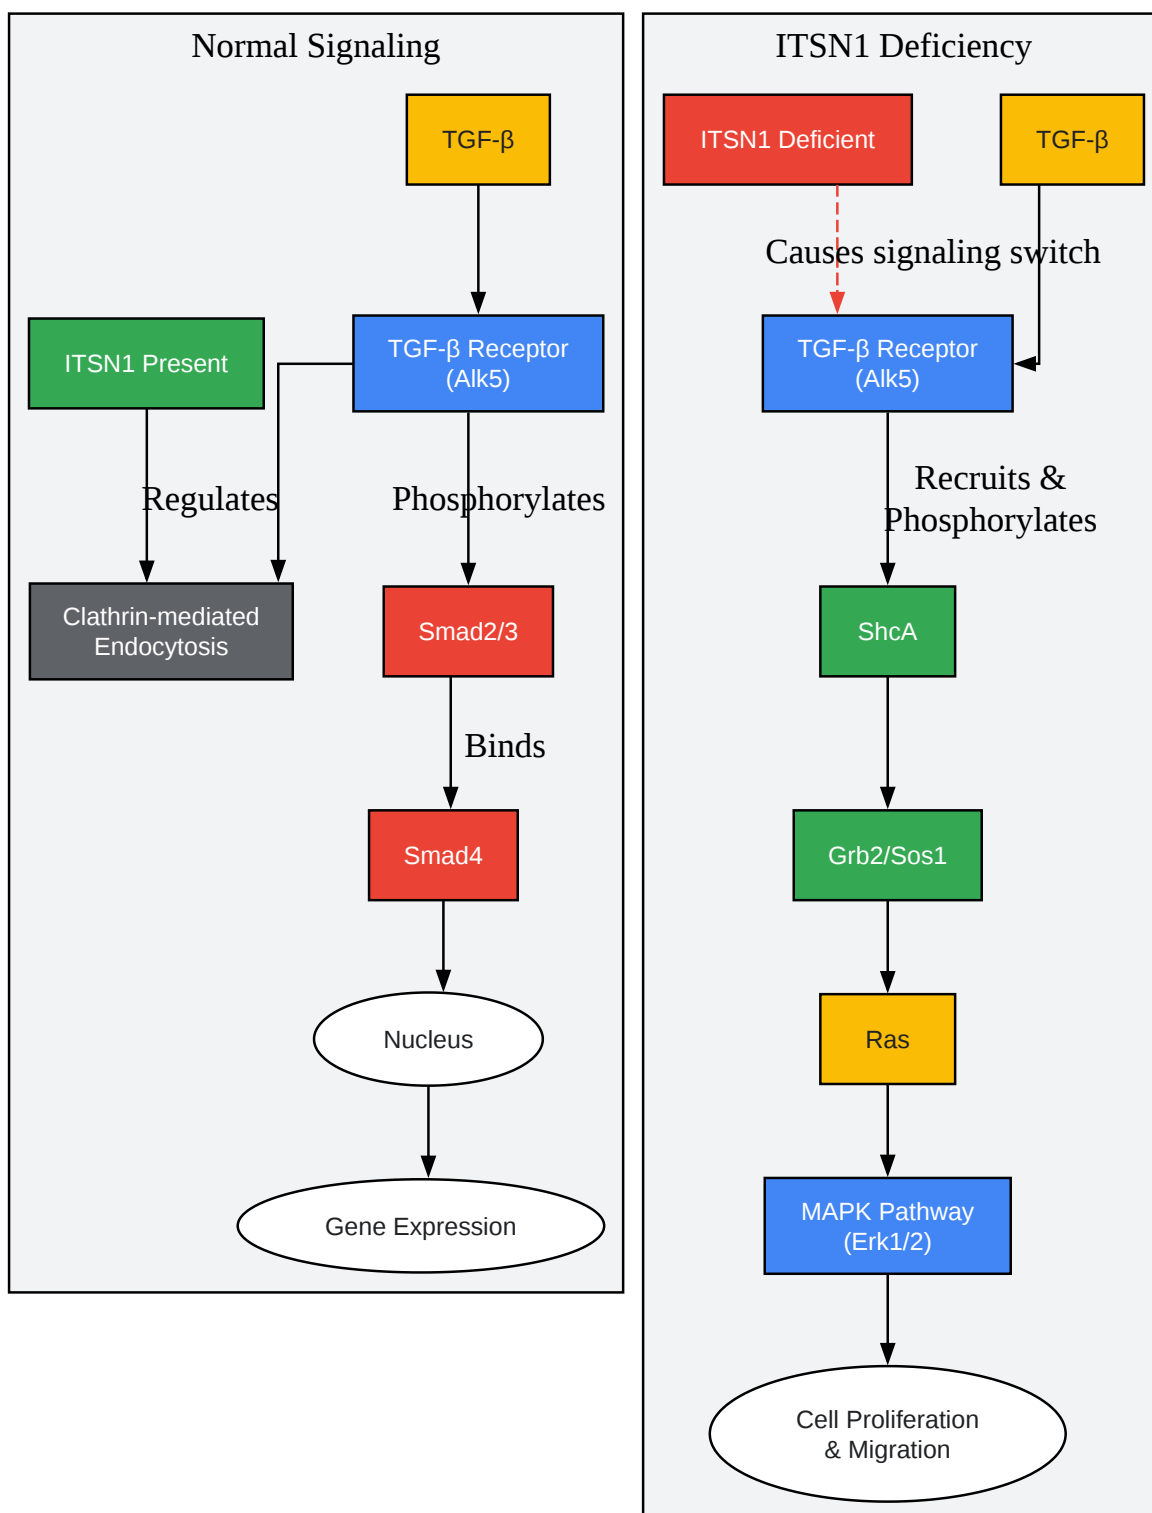 Normal Signaling
TGF-β
ITSN1 Present
TGF-β Receptor
(Alk5)
Regulates
Phosphorylates
Clathrin-mediated
Endocytosis
Smad2/3
Binds
Smad4
Nucleus
Gene Expression
ITSN1 Deficiency
ITSN1 Deficient
TGF-β
Causes signaling switch
TGF-β Receptor
(Alk5)
Recruits &
Phosphorylates
ShcA
Grb2/Sos1
Ras
MAPK Pathway
(Erk1/2)
Cell Proliferation
& Migration